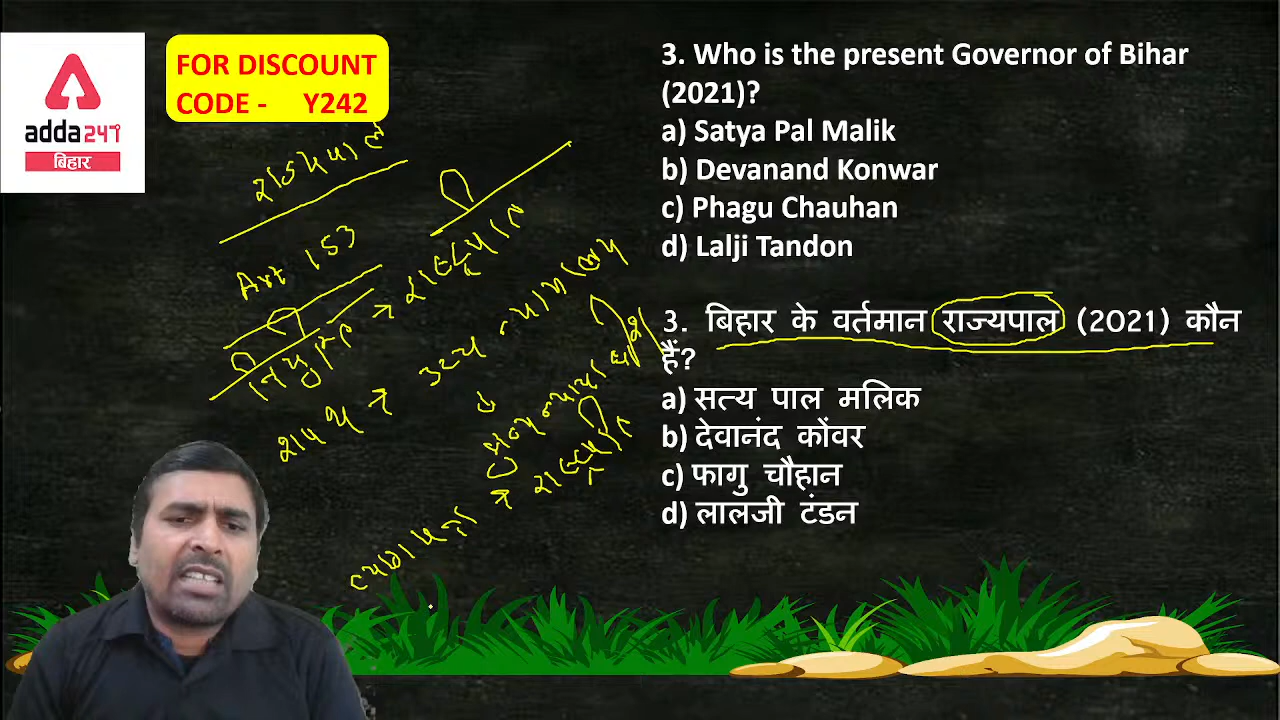 adda247
बिहार
FOR DISCOUNT
CODE - Y242
राज्यपाल
Art 153
नियुक्ति → राष्ट्रपति
शपथ → उच्च न्यायालय
मुख्य न्यायाधीश
त्यागपत्र → राष्ट्रपति
3. Who is the present Governor of Bihar
(2021)?
a) Satya Pal Malik
b) Devanand Konwar
c) Phagu Chauhan
d) Lalji Tandon
3. बिहार के वर्तमान राज्यपाल (2021) कौन
हैं?
a) सत्य पाल मलिक
b) देवानंद कोंवर
c) फागु चौहान
d) लालजी टंडन